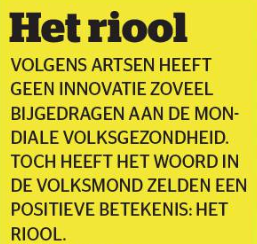 Het riool
VOLGENS ARTSEN HEEFT
GEEN INNOVATIE ZOVEEL
BIJGEDRAGEN AAN DE MON-
DIALE VOLKSGEZONDHEID.
TOCH HEEFT HET WOORD IN
DE VOLKSMOND ZELDEN EEN
POSITIEVE BETEKENIS: HET
RIOOL.